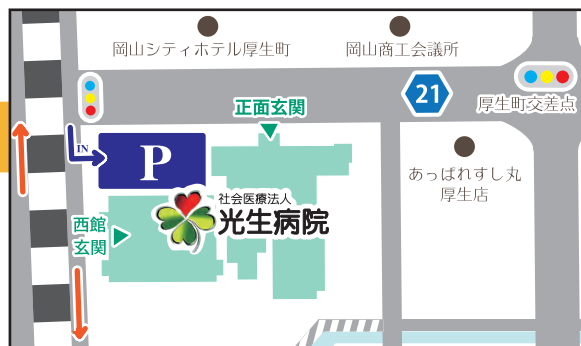 岡山シティホテル厚生町
岡山商工会議所
21
厚生町交差点
正面玄関
IN
P
あっぱれすし丸
厚生店
社会医療法人
光生病院
西館
玄関